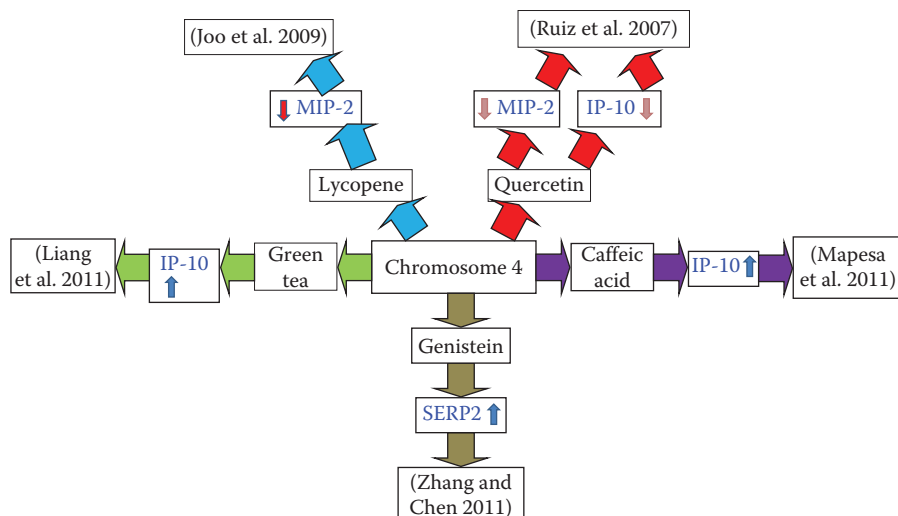 (Joo et al. 2009)
(Ruiz et al. 2007)
MIP-2
MIP-2
IP-10
Lycopene
Quercetin
(Liang
et al. 2011)
IP-10
Green
tea
Chromosome 4
Caffeic
acid
IP-10
(Mapesa
et al. 2011)
Genistein
SERP2
(Zhang and
Chen 2011)